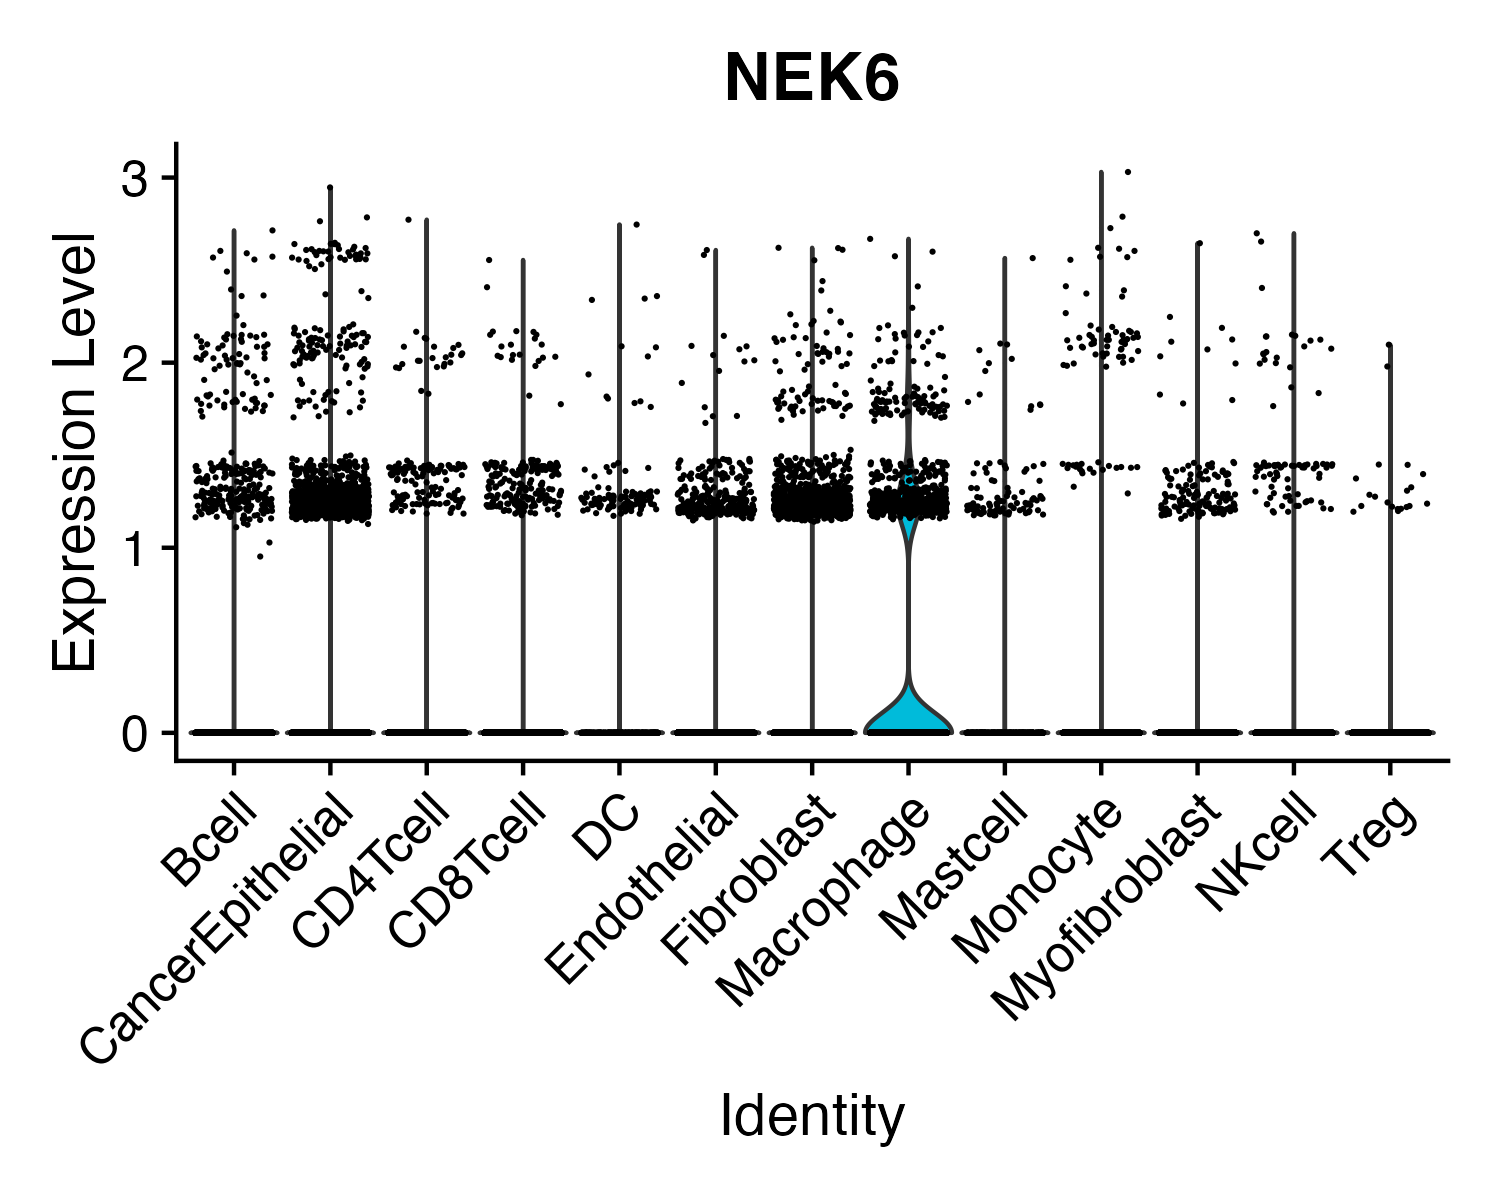 NEK6
Expression Level
3
2
1
0
Bcell
CancerEpithelial
CD4Tcell
CD8Tcell
DC
Endothelial
Fibroblast
Macrophage
Mastcell
Monocyte
Myofibroblast
NKcell
Treg
Identity